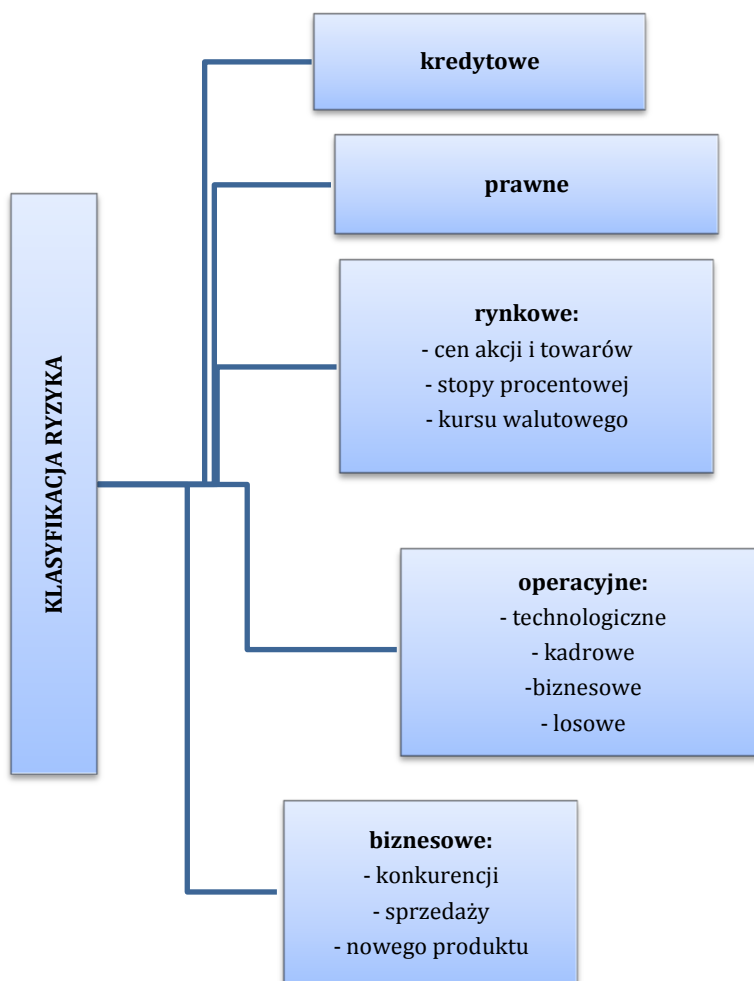 KLASYFIKACJA RYZYKA
kredytowe
prawne
rynkowe:
- cen akcji i towarów
- stopy procentowej
- kursu walutowego
operacyjne:
- technologiczne
- kadrowe
-biznesowe
- losowe
biznesowe:
- konkurencji
- sprzedaży
- nowego produktu